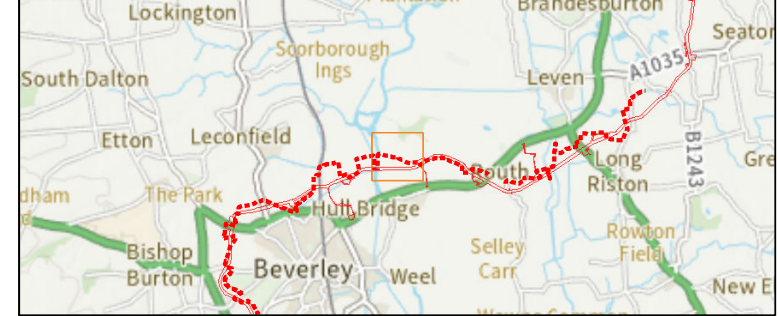 Lockington
Brandesburton
Scorborough
Ings
Seaton
A1035
South Dalton
Leven
Etton
Leconfield
B1243
Long
Riston
Routh
The Park
Hull Bridge
Rowton
Field
Selley
Carr
Bishop
Burton
Beverley
Weel
New E